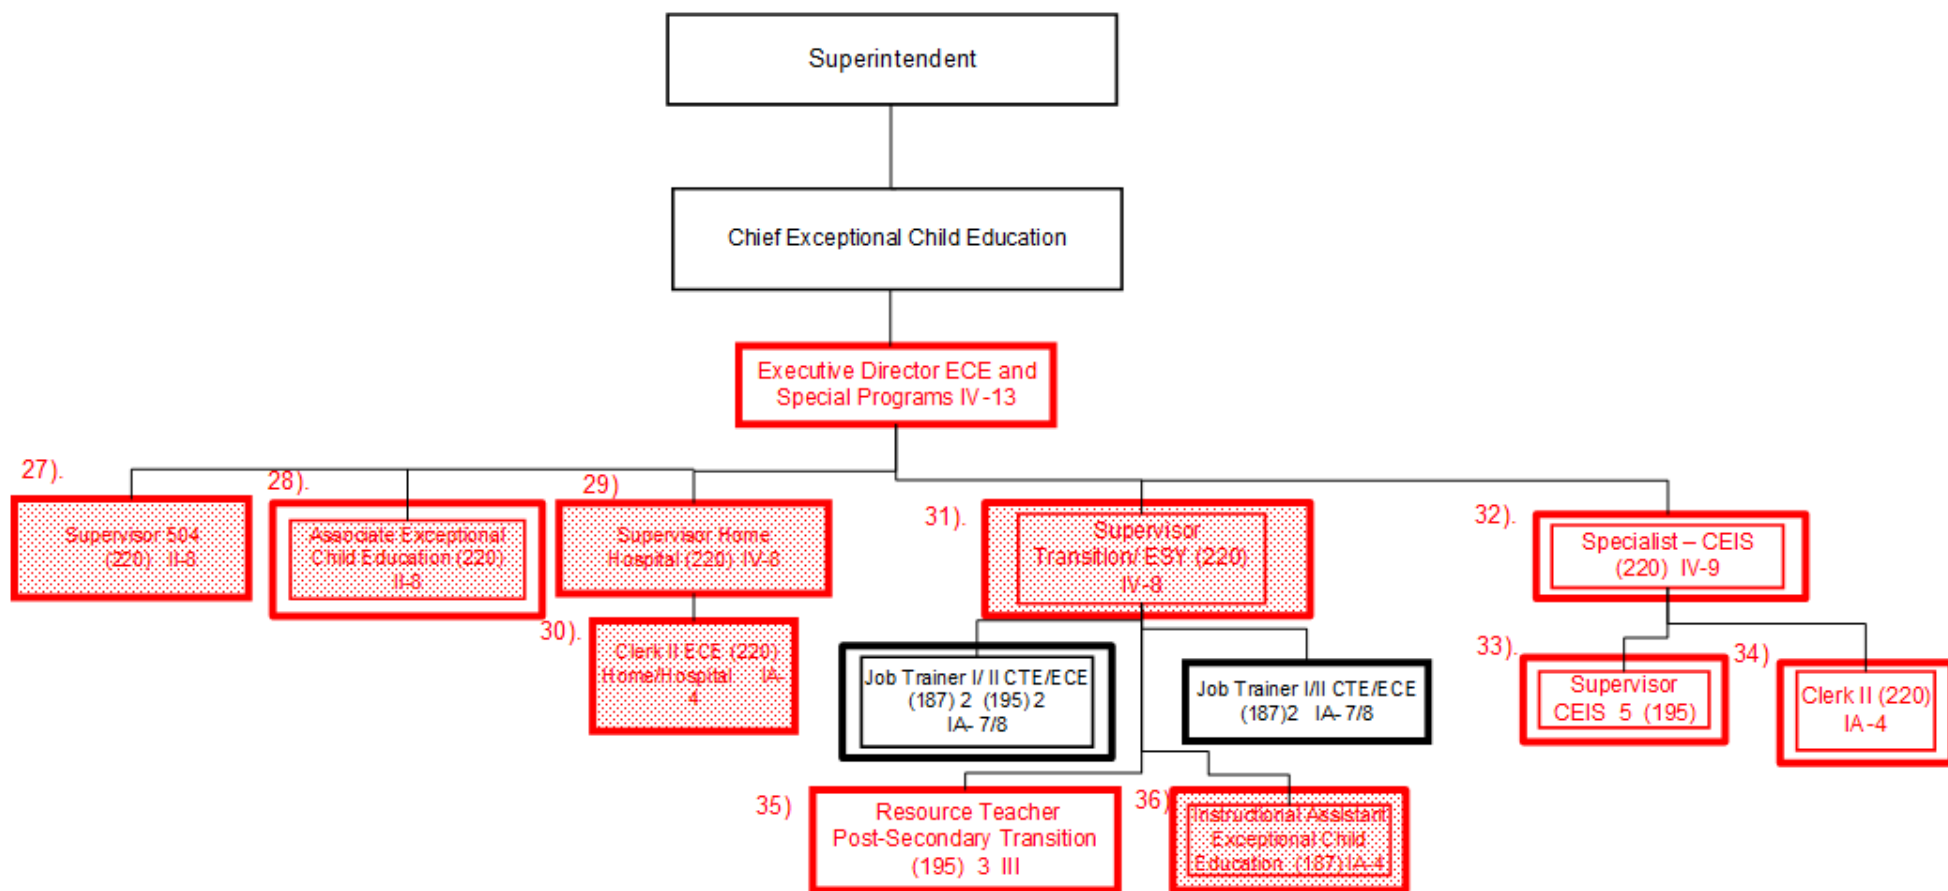 Superintendent
Chief Exceptional Child Education
Executive Director ECE and
Special Programs IV-13
27).
Supervisor 504
(220) II-8
28).
Associate Exceptional
Child Education (220)
II-8
29)
Supervisor Home
Hospital (220) IV-8
30).
Clerk II ECE (220)
Home/Hospital IA-
4
31).
Supervisor
Transition/ ESY (220)
IV-8
32).
Specialist – CEIS
(220) IV-9
Job Trainer I/ II CTE/ECE
(187) 2 (195) 2
IA- 7/8
Job Trainer I/II CTE/ECE
(187)2 IA- 7/8
33).
Supervisor
CEIS 5 (195)
34)
Clerk II (220)
IA-4
35)
Resource Teacher
Post-Secondary Transition
(195) 3 III
36)
Instructional Assistant
Exceptional Child
Education (187) IA-4